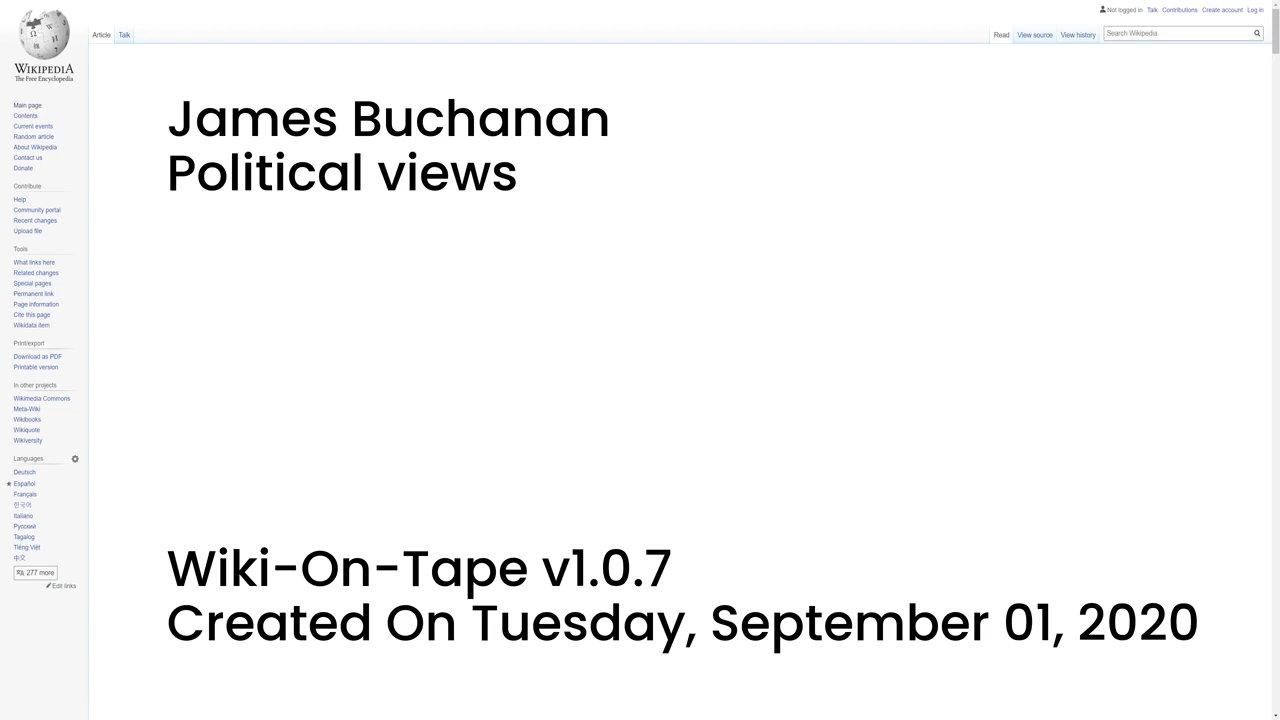 Not logged in Talk Contributions Create account Log in
Article Talk Read View source View history Search Wikipedia
WIKIPEDIA
The Free Encyclopedia
Main page
Contents
Current events
Random article
About Wikipedia
Contact us
Donate
Contribute
Help
Community portal
Recent changes
Upload file
Tools
What links here
Related changes
Special pages
Permanent link
Page information
Cite this page
Wikidata item
Print/export
Download as PDF
Printable version
In other projects
Wikimedia Commons
Meta-Wiki
Wikibooks
Wikiquote
Wikiversity
Languages
Deutsch
Español
Français
한국어
Italiano
Русский
Tagalog
Tiếng Việt
中文
277 more
Edit links
James Buchanan
Political views
Wiki-On-Tape v1.0.7
Created On Tuesday, September 01, 2020